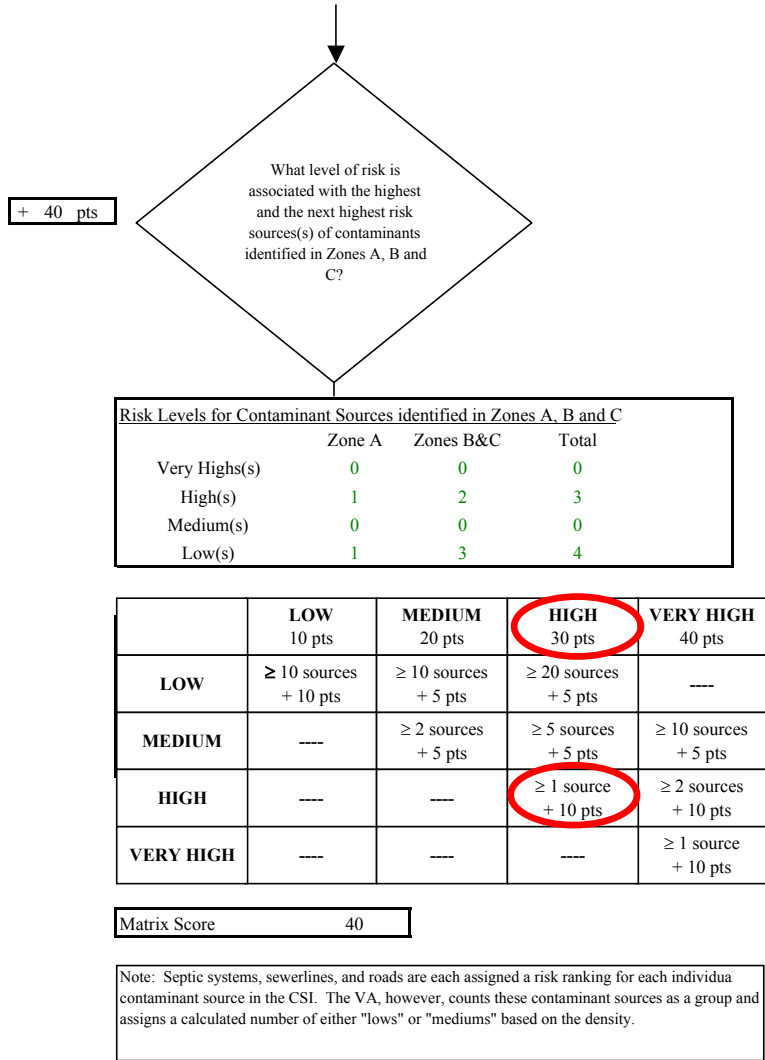 What level of risk is
associated with the highest
and the next highest risk
sources(s) of contaminants
identified in Zones A, B and
C?
+ 40 pts
Risk Levels for Contaminant Sources identified in Zones A, B and C
Zone A Zones B&C Total
Very Highs(s) 0 0 0
High(s) 1 2 3
Medium(s) 0 0 0
Low(s) 1 3 4
LOW MEDIUM HIGH VERY HIGH
10 pts 20 pts 30 pts 40 pts
LOW ≥ 10 sources ≥ 10 sources ≥ 20 sources ----
+ 10 pts + 5 pts + 5 pts
MEDIUM ---- ≥ 2 sources ≥ 5 sources ≥ 10 sources
+ 5 pts + 5 pts + 5 pts
HIGH ---- ---- ≥ 1 source ≥ 2 sources
+ 10 pts + 10 pts
VERY HIGH ---- ---- ---- ≥ 1 source
+ 10 pts
Matrix Score 40
Note: Septic systems, sewerlines, and roads are each assigned a risk ranking for each individua
contaminant source in the CSI. The VA, however, counts these contaminant sources as a group and
assigns a calculated number of either "lows" or "mediums" based on the density.